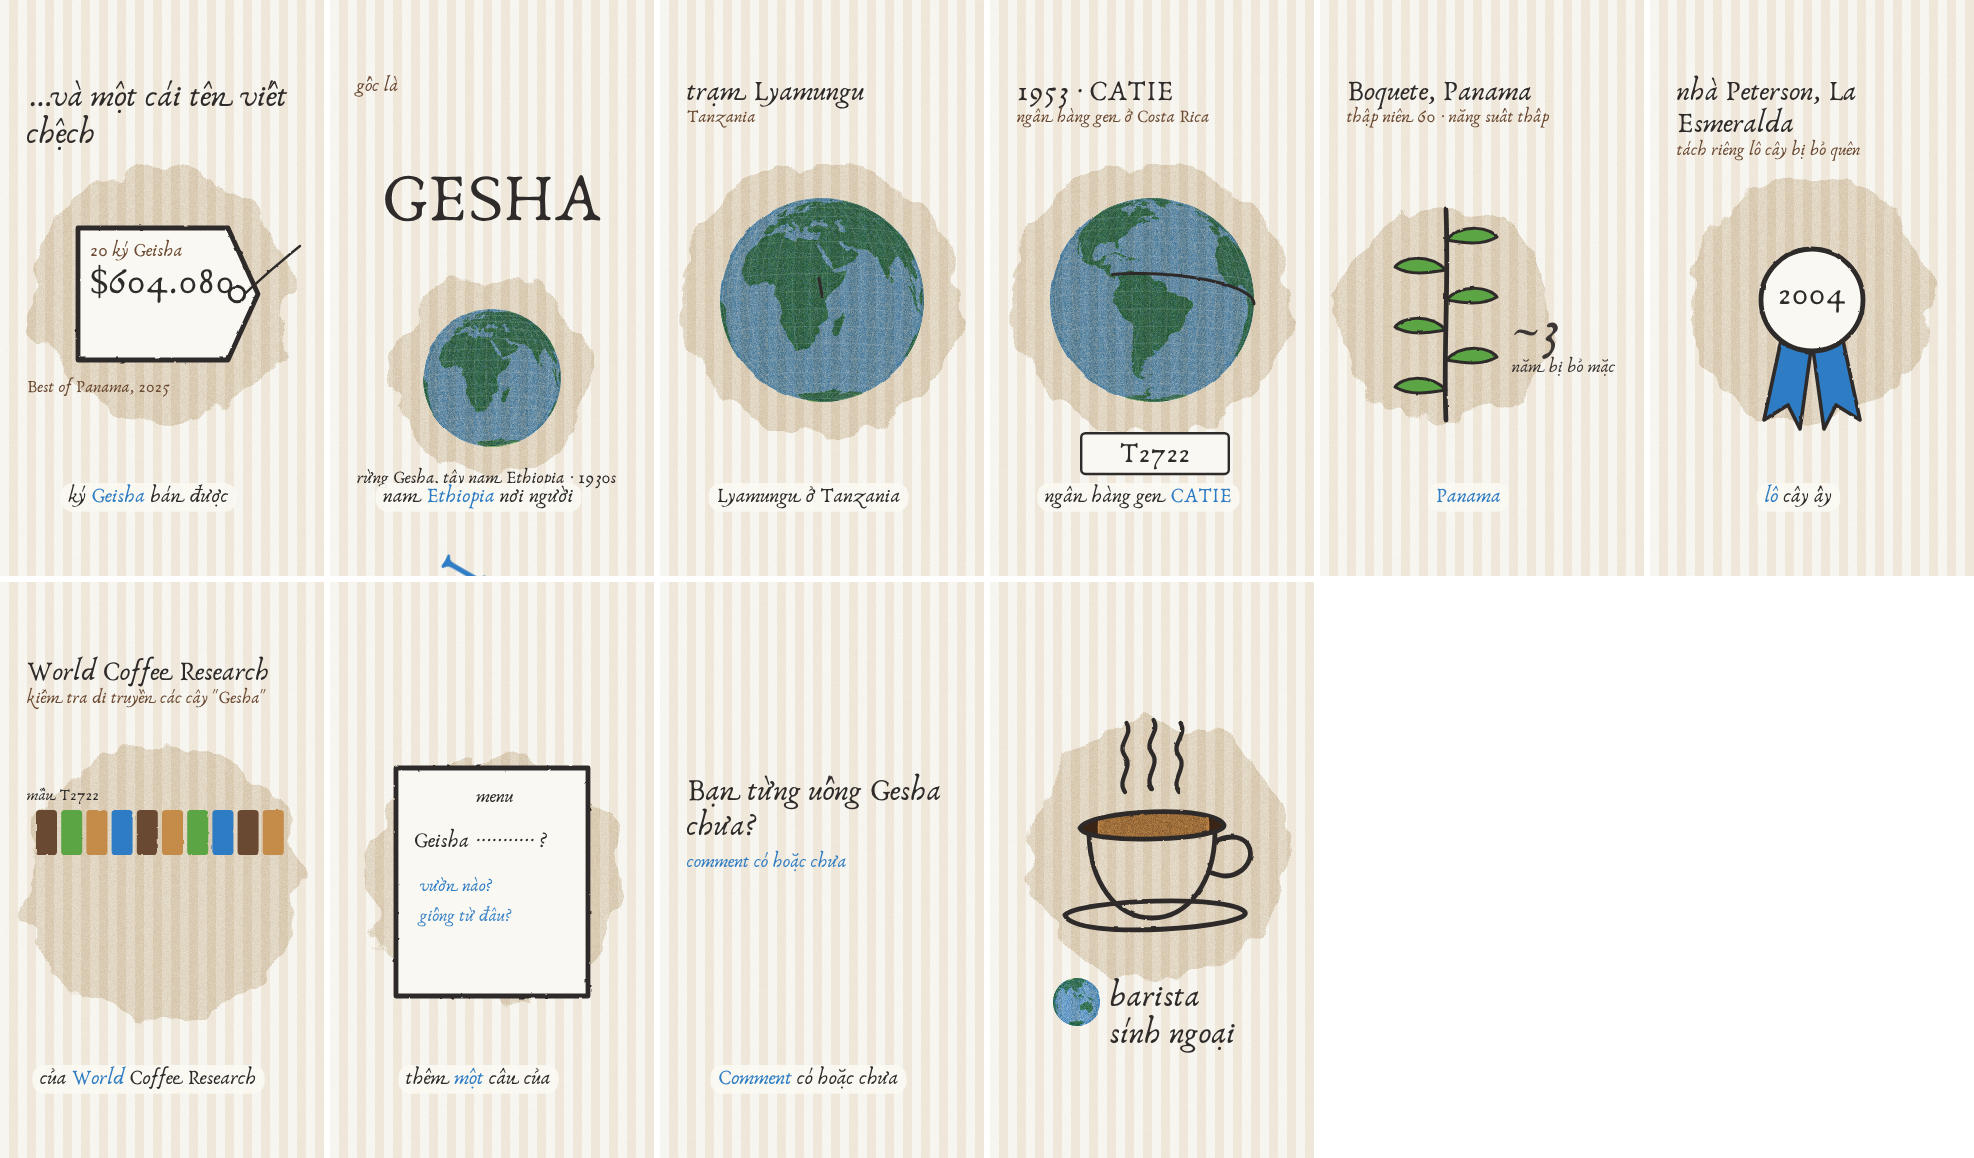 ...và một cái tên viết
chệch
20 ký Geisha
$604.080
Best of Panama, 2025
ký Geisha bán được
gốc là
GESHA
rừng Gesha, tây nam Ethiopia · 1930s
nam Ethiopia nơi người
trạm Lyamungu
Tanzania
Lyamungu ở Tanzania
1953 · CATIE
ngân hàng gen ở Costa Rica
T2722
ngân hàng gen CATIE
Boquete, Panama
thập niên 60 · năng suất thấp
~3
năm bị bỏ mặc
Panama
nhà Peterson, La
Esmeralda
tách riêng lô cây bị bỏ quên
2004
lô cây ấy
World Coffee Research
kiểm tra di truyền các cây "Gesha"
mẫu T2722
của World Coffee Research
menu
Geisha ·········· ?
vườn nào?
giống từ đâu?
thêm một câu của
Bạn từng uống Gesha
chưa?
comment có hoặc chưa
Comment có hoặc chưa
barista
sính ngoại